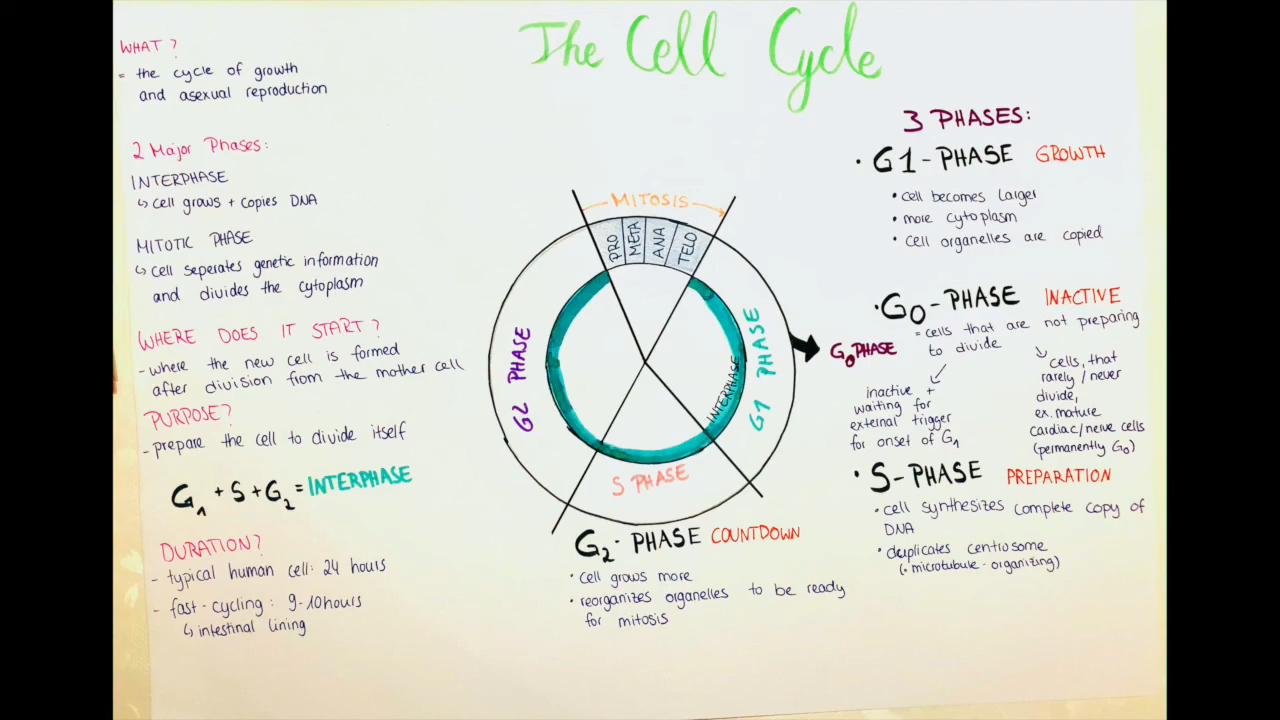 The Cell Cycle
WHAT?
= the cycle of growth
and asexual reproduction
2 Major Phases:
INTERPHASE
↳ cell grows + copies DNA
MITOTIC PHASE
↳ cell seperates genetic information
and divides the cytoplasm
WHERE DOES IT START?
- where the new cell is formed
after division from the mother cell
PURPOSE?
- prepare the cell to divide itself
G1 + S + G2 = INTERPHASE
DURATION?
- typical human cell: 24 hours
- fast-cycling: 9-10 hours
↳ intestinal lining
MITOSIS
PRO
META
ANA
TELO
G2 PHASE
G1 PHASE
INTERPHASE
S PHASE
G0 PHASE
G2-PHASE COUNTDOWN
• cell grows more
• reorganizes organelles to be ready
for mitosis
3 PHASES:
• G1-PHASE GROWTH
• cell becomes larger
• more cytoplasm
• cell organelles are copied
• G0-PHASE INACTIVE
= cells that are not preparing
to divide
inactive +
waiting for
external trigger
for onset of G1
cells, that
rarely / never
divide,
ex. mature
cardiac/nerve cells
(permanently G0)
• S-PHASE PREPARATION
• cell synthesizes complete copy of
DNA
• duplicates centrosome
(• microtubule-organizing)